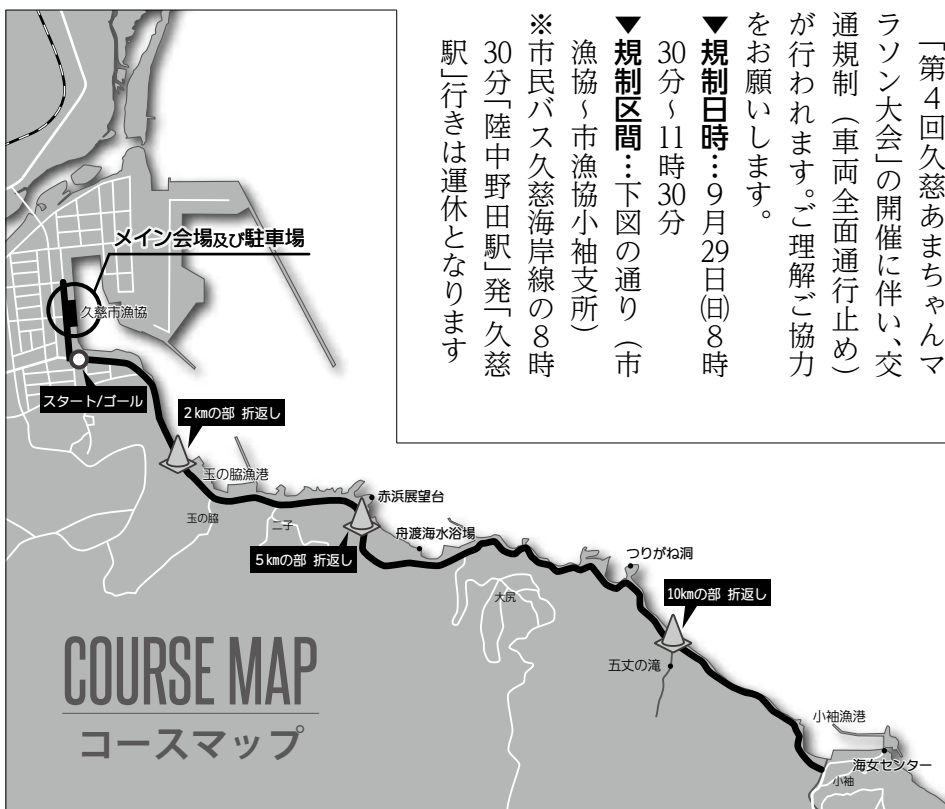 「第４回久慈あまちゃんマ
ラソン大会」の開催に伴い、交
通規制（車両全面通行止め）
が行われます。ご理解ご協力
をお願いします。
▼規制日時…９月29日㈰８時
30分～11時30分
▼規制区間…下図の通り（市
漁協～市漁協小袖支所）
※市民バス久慈海岸線の８時
30分「陸中野田駅」発「久慈
駅」行きは運休となります
メイン会場及び駐車場
久慈市漁協
スタート/ゴール
２kmの部 折返し
玉の脇漁港
玉の脇
二子
赤浜展望台
５kmの部 折返し
舟渡海水浴場
大尻
つりがね洞
10kmの部 折返し
五丈の滝
小袖漁港
海女センター
小袖
COURSE MAP
コースマップ